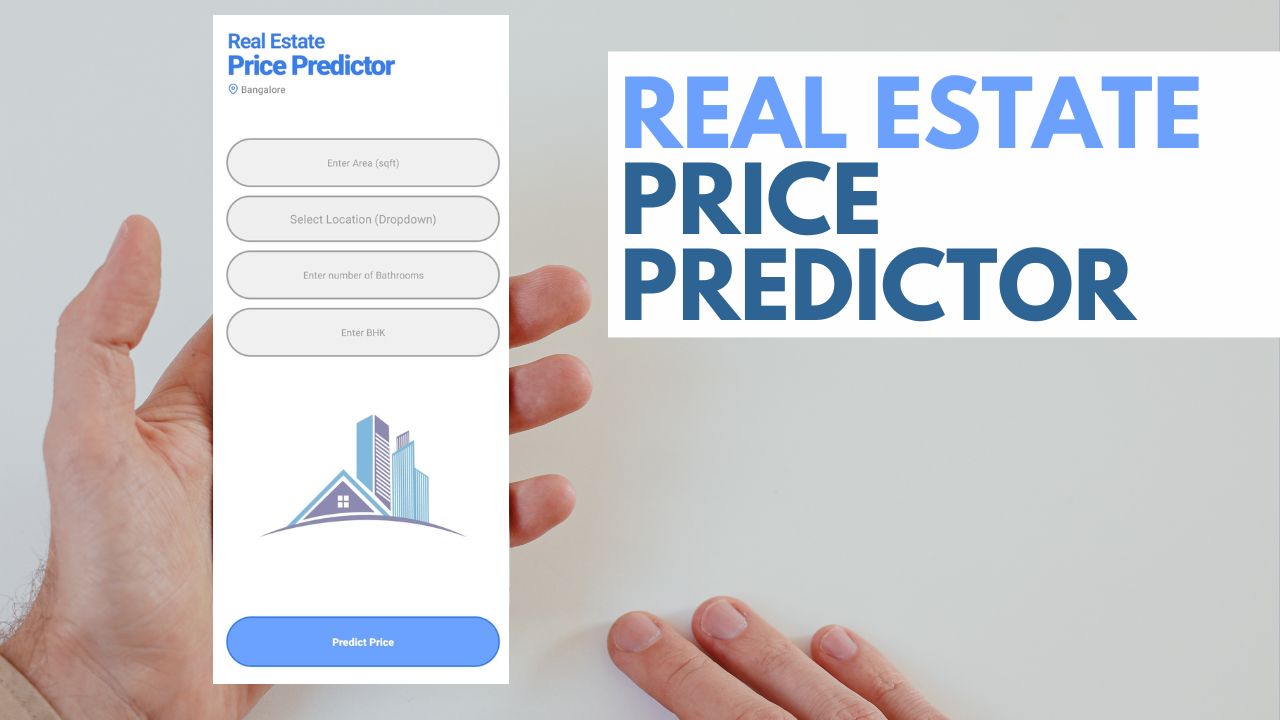 Real Estate
Price Predictor
Bangalore
Enter Area (sqft)
Select Location (Dropdown)
Enter number of Bathrooms
Enter BHK
Predict Price
REAL ESTATE
PRICE
PREDICTOR